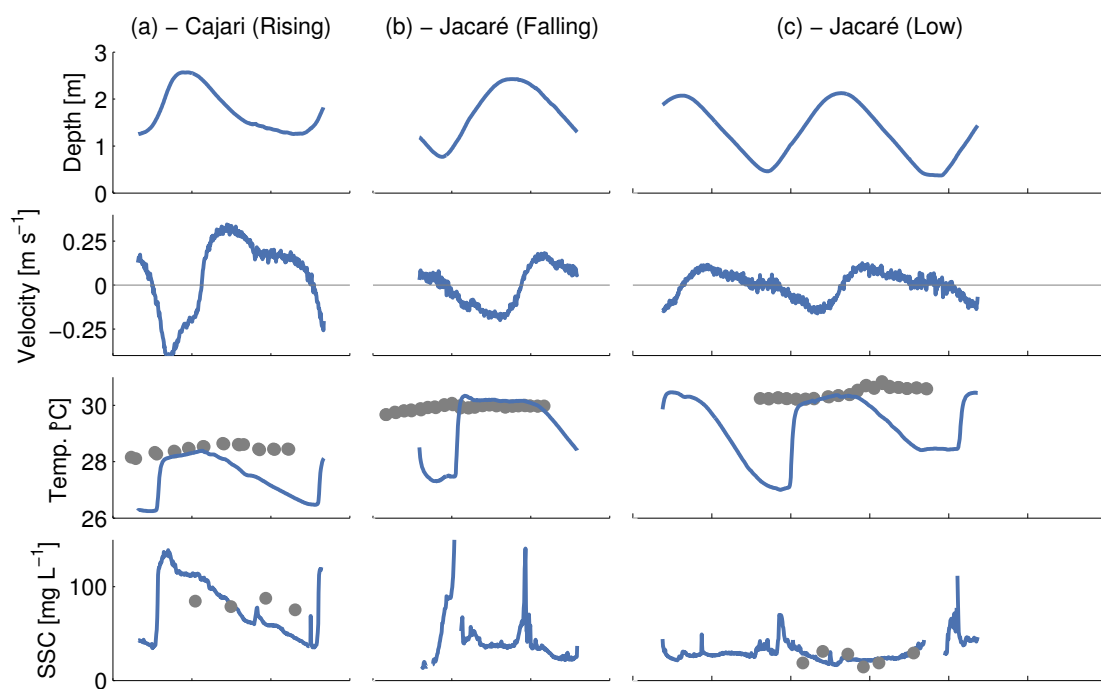 (a) − Cajari (Rising)
(b) − Jacaré (Falling)
(c) − Jacaré (Low)
Depth [m]
3
2
1
0
Velocity [m s⁻¹]
0.25
0
−0.25
Temp. [°C]
30
28
26
SSC [mg L⁻¹]
100
0